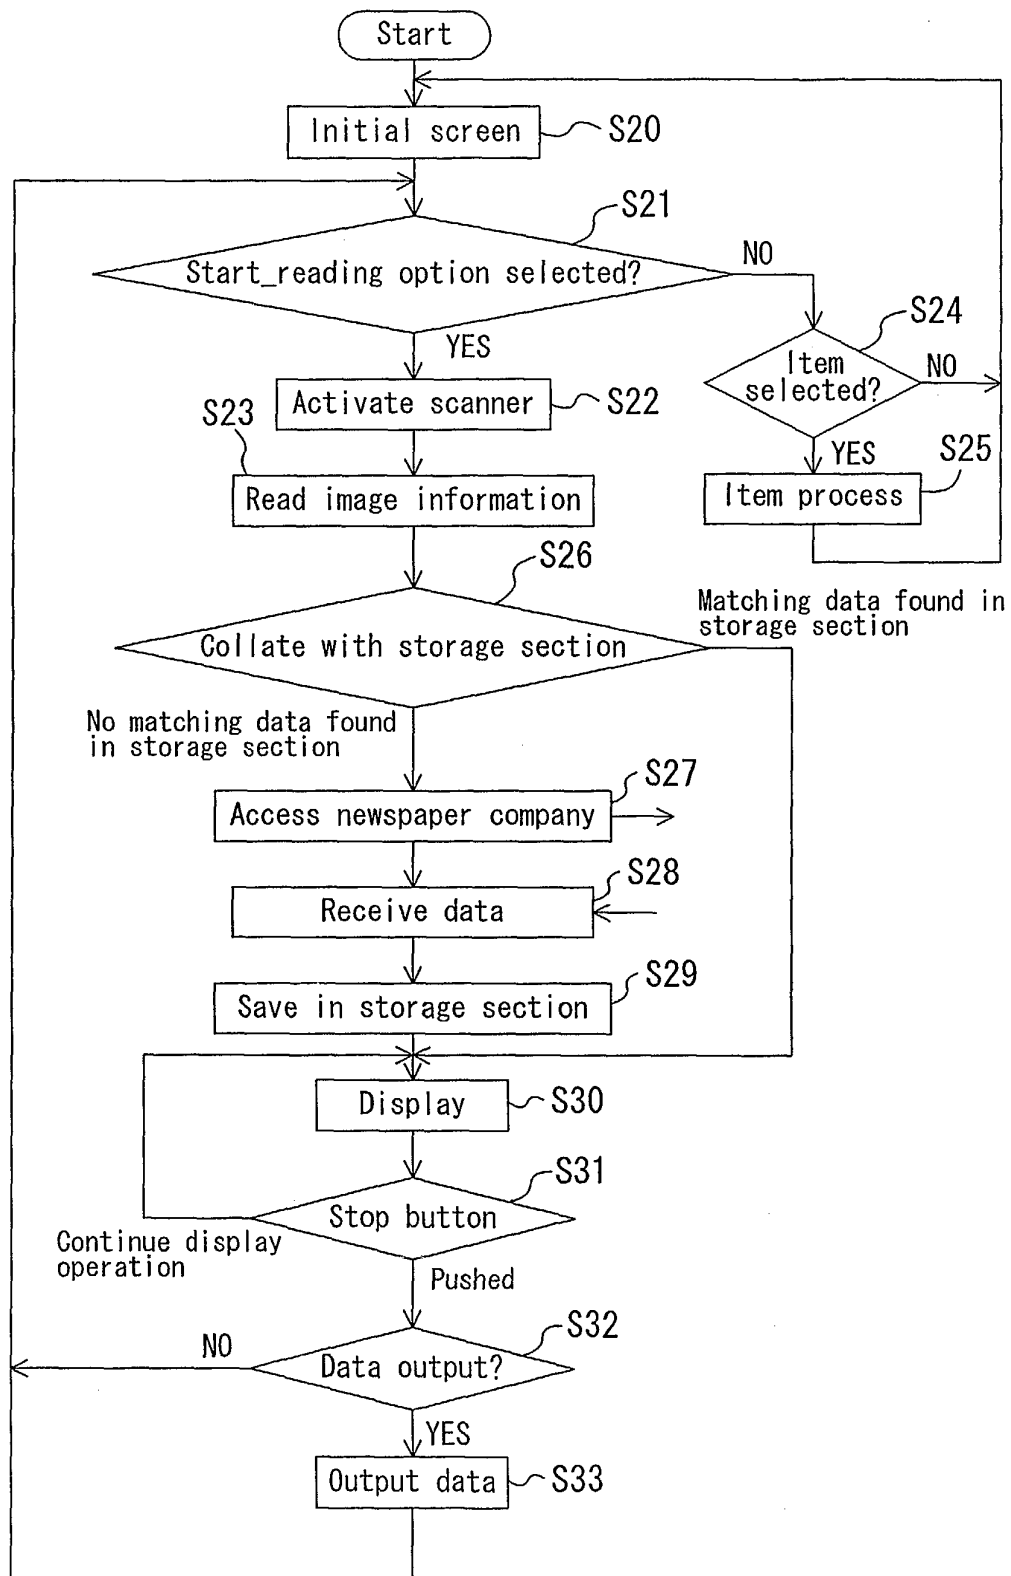 Start
Initial screen
S20
S21
Start_reading option selected?
NO
YES
S24
Item
selected?
NO
YES
Activate scanner
S22
S23
Read image information
S25
Item process
S26
Collate with storage section
Matching data found in
storage section
No matching data found
in storage section
S27
Access newspaper company
S28
Receive data
S29
Save in storage section
Display
S30
S31
Stop button
Continue display
operation
Pushed
S32
NO
Data output?
YES
Output data
S33